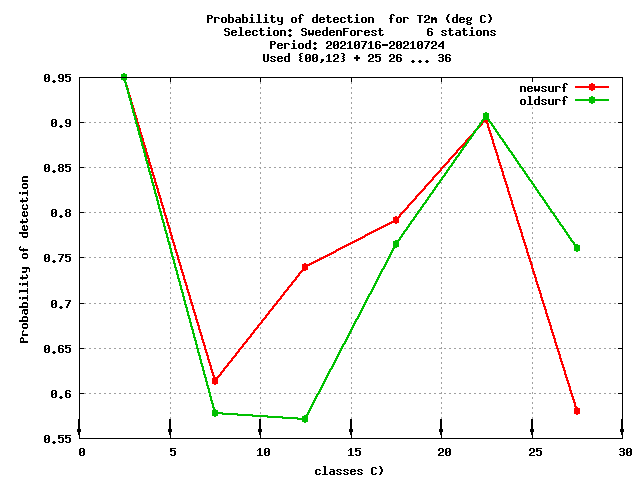 Probability of detection  for T2m (deg C)
Selection: SwedenForest      6 stations
Period: 20210716-20210724
Used {00,12} + 25 26 ... 36
newsurf
oldsurf
Probability of detection
0.95
0.9
0.85
0.8
0.75
0.7
0.65
0.6
0.55
0 5 10 15 20 25 30
classes C)